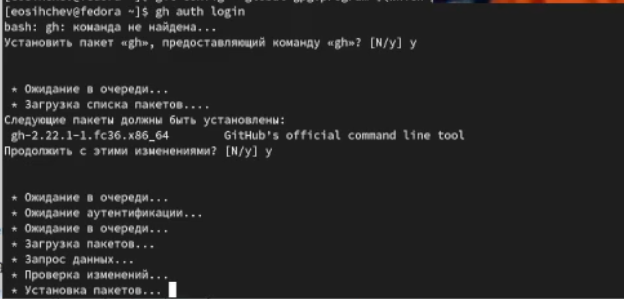 [eosihchev@fedora ~]$ gh auth login
bash: gh: команда не найдена...
Установить пакет «gh», предоставляющий команду «gh»? [N/y] y
* Ожидание в очереди...
* Загрузка списка пакетов....
Следующие пакеты должны быть установлены:
gh-2.22.1-1.fc36.x86_64 GitHub's official command line tool
Продолжить с этими изменениями? [N/y] y
* Ожидание в очереди...
* Ожидание аутентификации...
* Ожидание в очереди...
* Загрузка пакетов...
* Запрос данных...
* Проверка изменений...
* Установка пакетов...